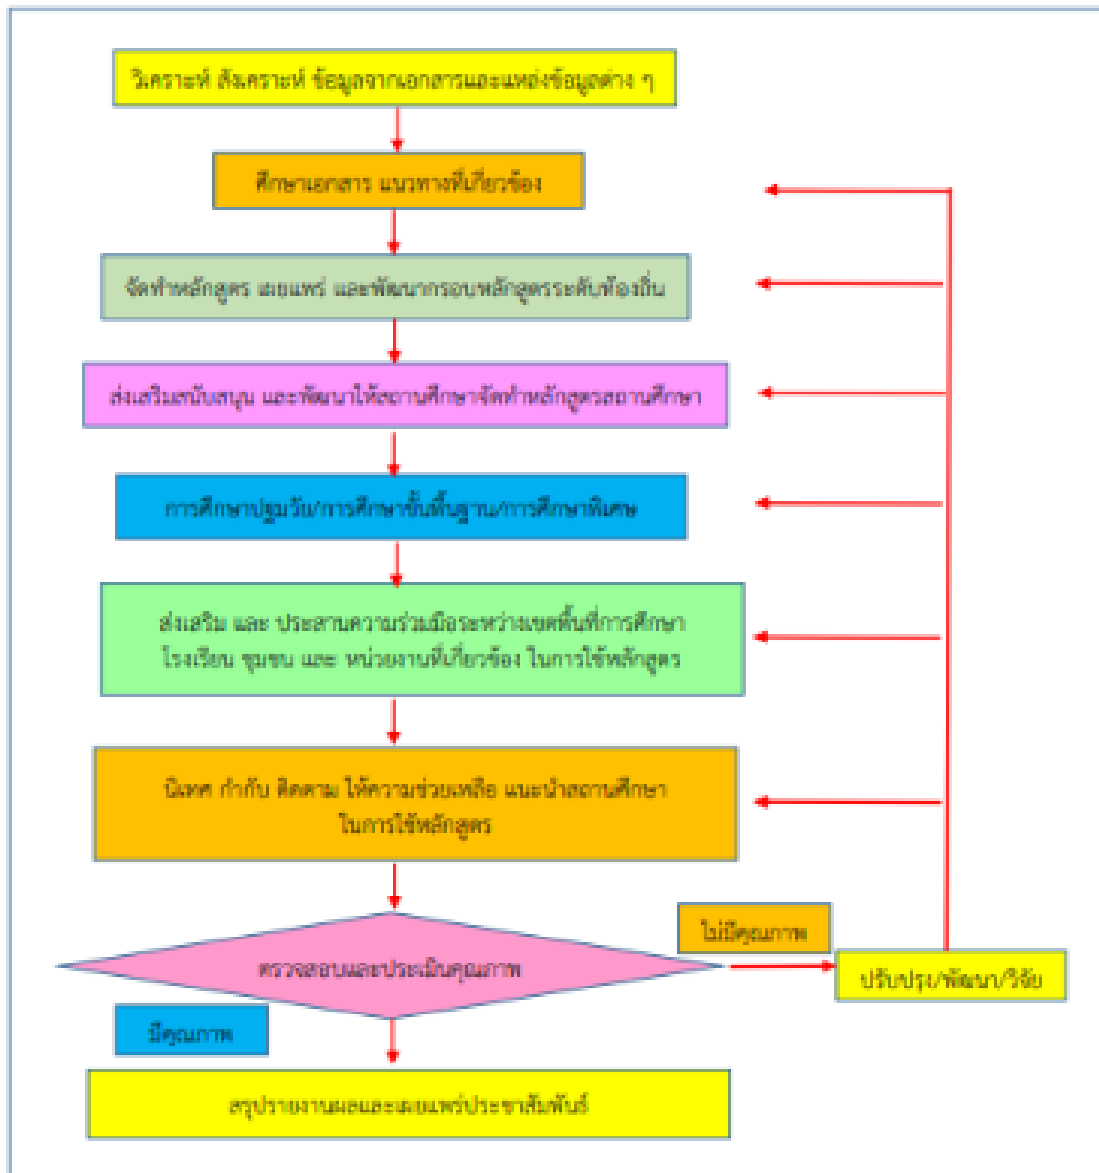 วิเคราะห์ สังเคราะห์ ข้อมูลจากเอกสารและแหล่งข้อมูลต่าง ๆ
ศึกษาเอกสาร แนวทางที่เกี่ยวข้อง
จัดทำหลักสูตร เผยแพร่ และพัฒนากรอบหลักสูตรระดับท้องถิ่น
ส่งเสริมสนับสนุน และพัฒนาให้สถานศึกษาจัดทำหลักสูตรสถานศึกษา
การศึกษาปฐมวัย/การศึกษาขั้นพื้นฐาน/การศึกษาพิเศษ
ส่งเสริม และ ประสานความร่วมมือระหว่างเขตพื้นที่การศึกษา
โรงเรียน ชุมชน และ หน่วยงานที่เกี่ยวข้อง ในการใช้หลักสูตร
นิเทศ กำกับ ติดตาม ให้ความช่วยเหลือ แนะนำสถานศึกษา
ในการใช้หลักสูตร
ไม่มีคุณภาพ
ตรวจสอบและประเมินคุณภาพ
ปรับปรุง/พัฒนา/วิจัย
มีคุณภาพ
สรุปรายงานผลและเผยแพร่ประชาสัมพันธ์